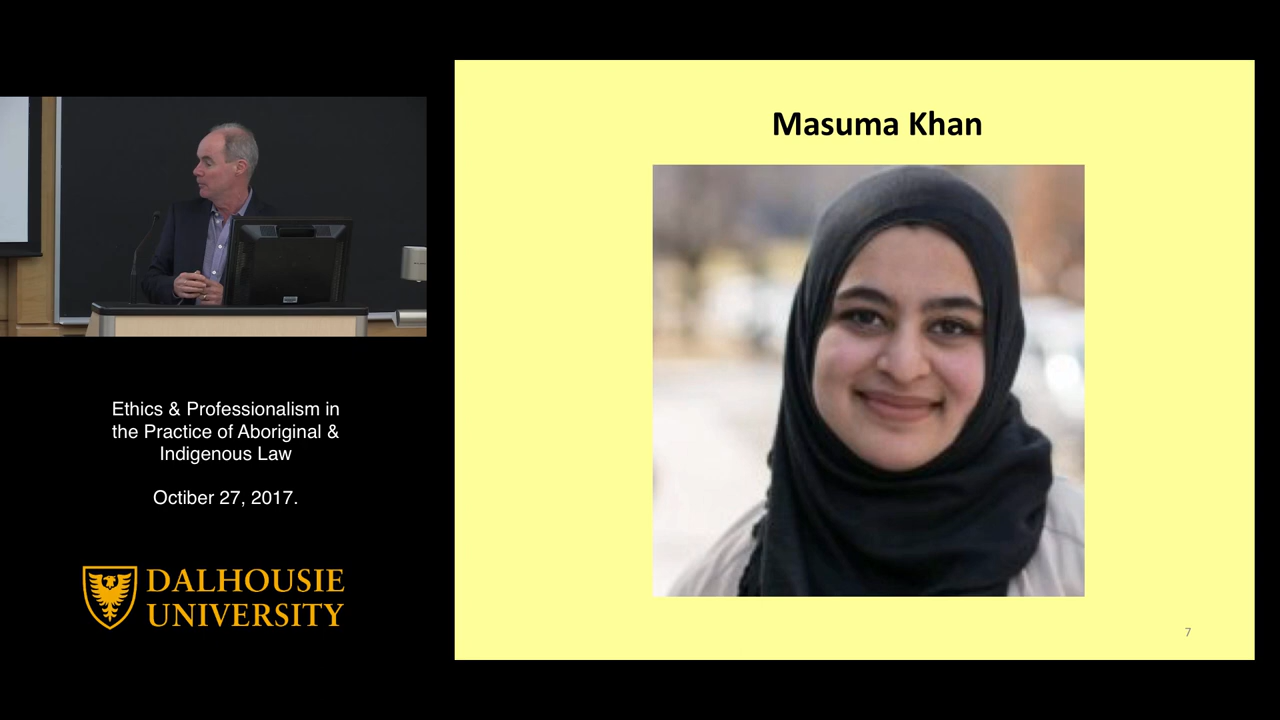 Masuma Khan
Ethics & Professionalism in
the Practice of Aboriginal &
Indigenous Law
Octiber 27, 2017.
DALHOUSIE
UNIVERSITY
7